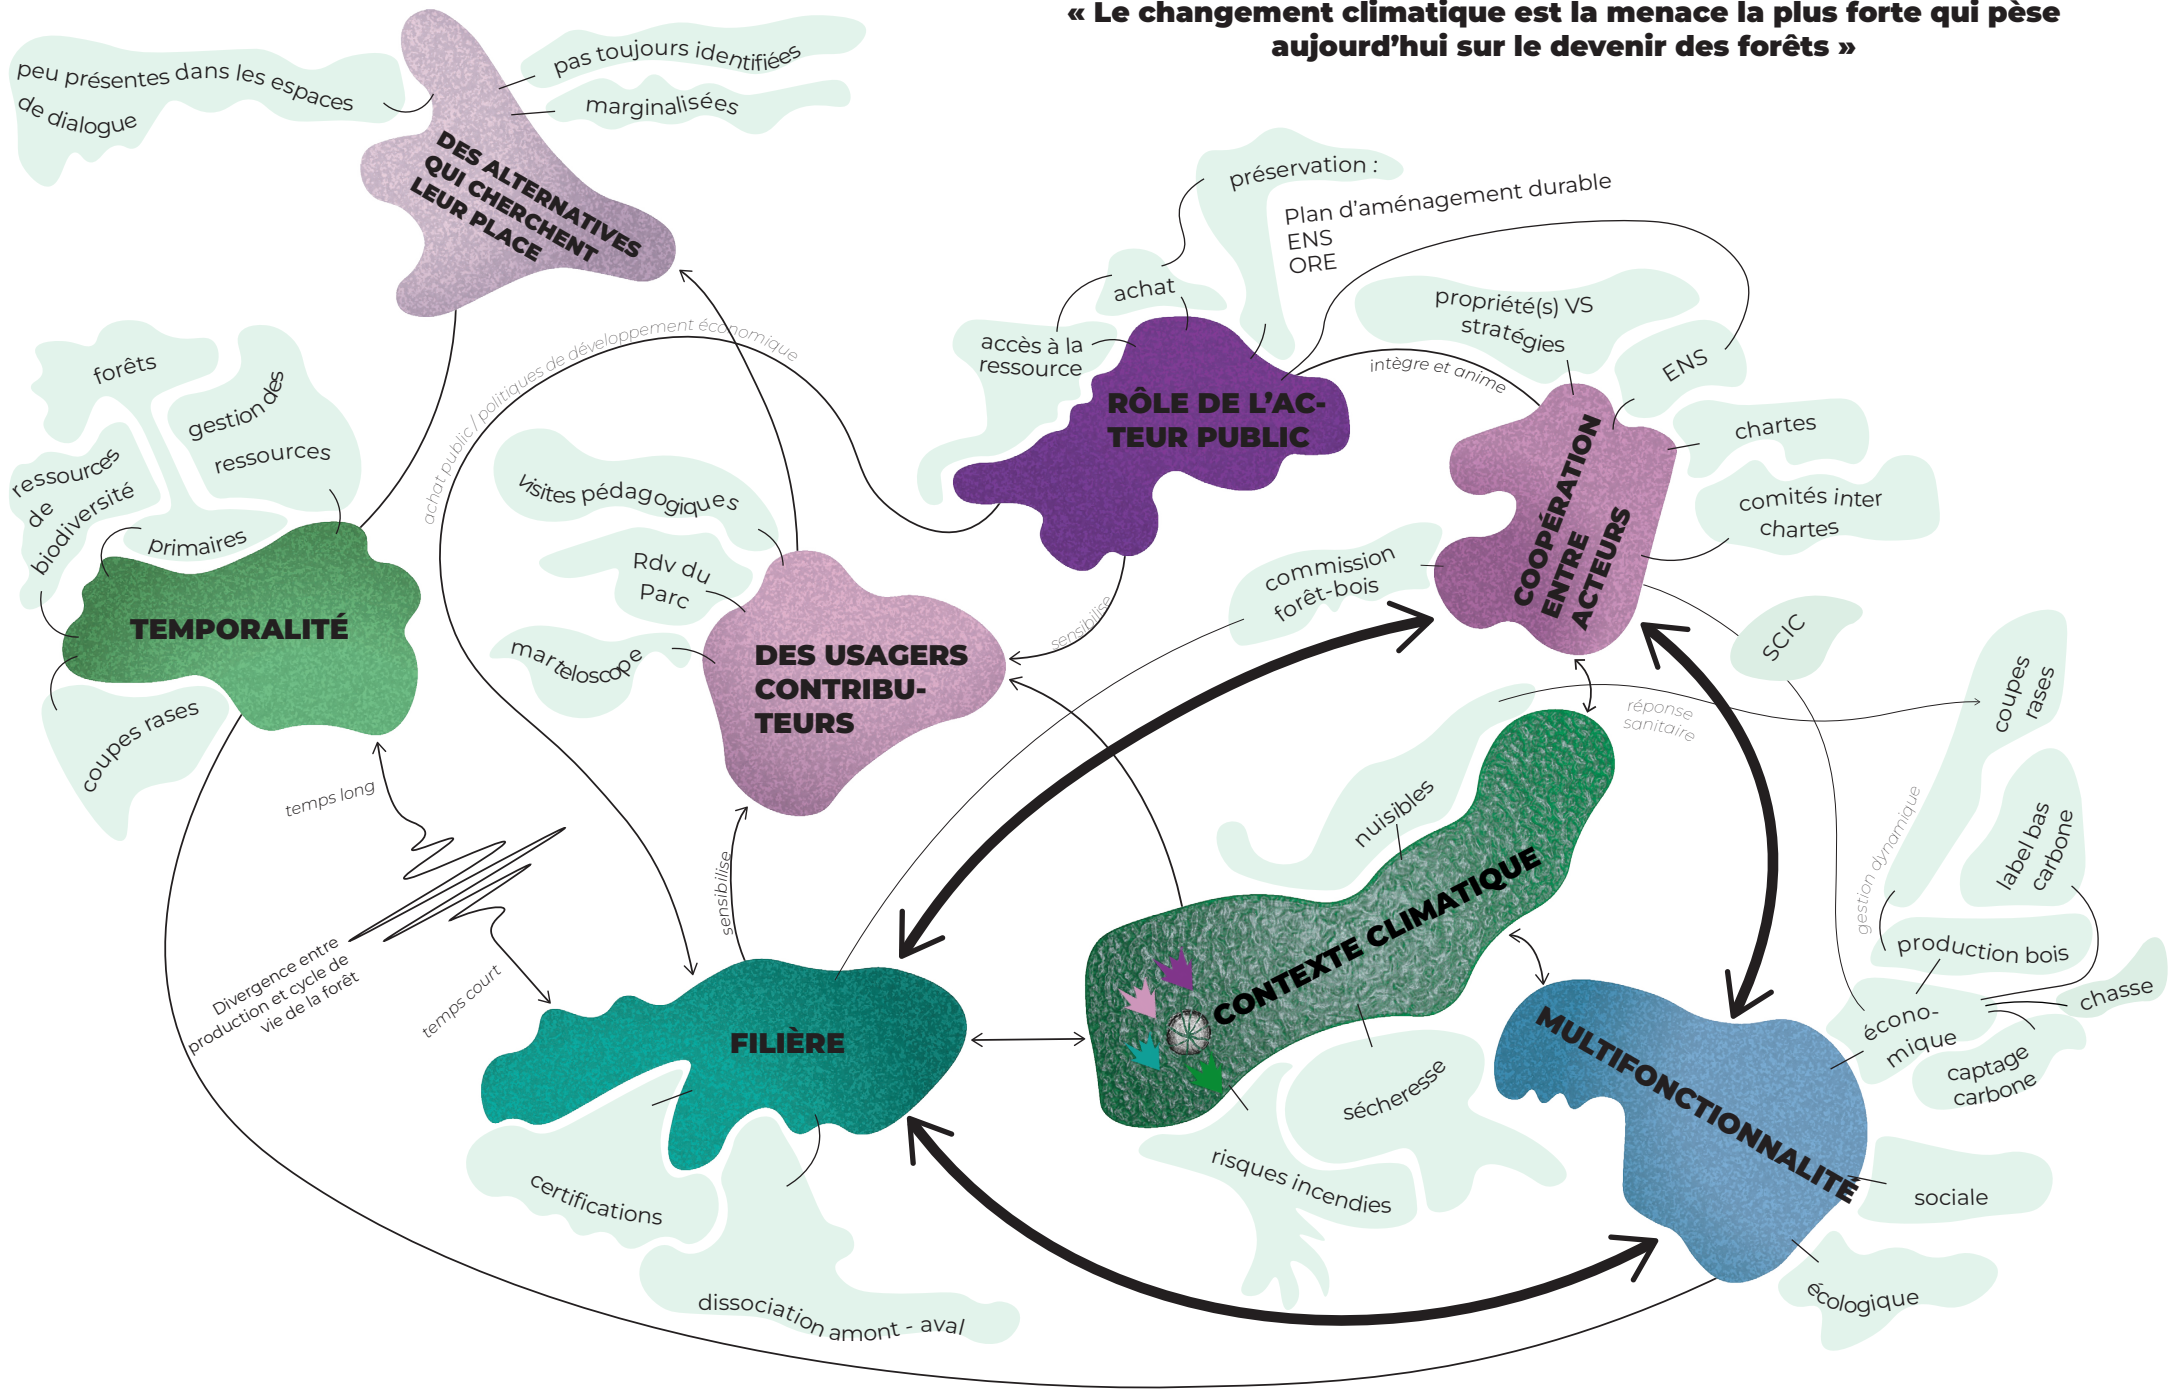 « Le changement climatique est la menace la plus forte qui pèse
aujourd’hui sur le devenir des forêts »
peu présentes dans les espaces
de dialogue
pas toujours identifiées
marginalisées
DES ALTERNATIVES
QUI CHERCHENT
LEUR PLACE
préservation :
Plan d’aménagement durable
ENS
ORE
achat
accès à la
ressource
RÔLE DE L’AC-
TEUR PUBLIC
propriété(s) VS
stratégies
intègre et anime
ENS
chartes
comités inter
chartes
COOPÉRATION
ENTRE
ACTEURS
commission
forêt-bois
SCIC
achat public / politiques de développement économique
forêts
gestion des
ressources
ressources
de
biodiversité
primaires
TEMPORALITÉ
coupes rases
visites pédagogiques
Rdv du
Parc
marteloscope
DES USAGERS
CONTRIBU-
TEURS
sensibilise
sensibilise
temps long
Divergence entre
production et cycle de
vie de la forêt
temps court
FILIÈRE
certifications
dissociation amont - aval
réponse
sanitaire
nuisibles
CONTEXTE CLIMATIQUE
sécheresse
risques incendies
coupes
rases
label bas
carbone
gestion dynamique
production bois
écono-
mique
chasse
captage
carbone
MULTIFONCTIONNALITÉ
sociale
écologique